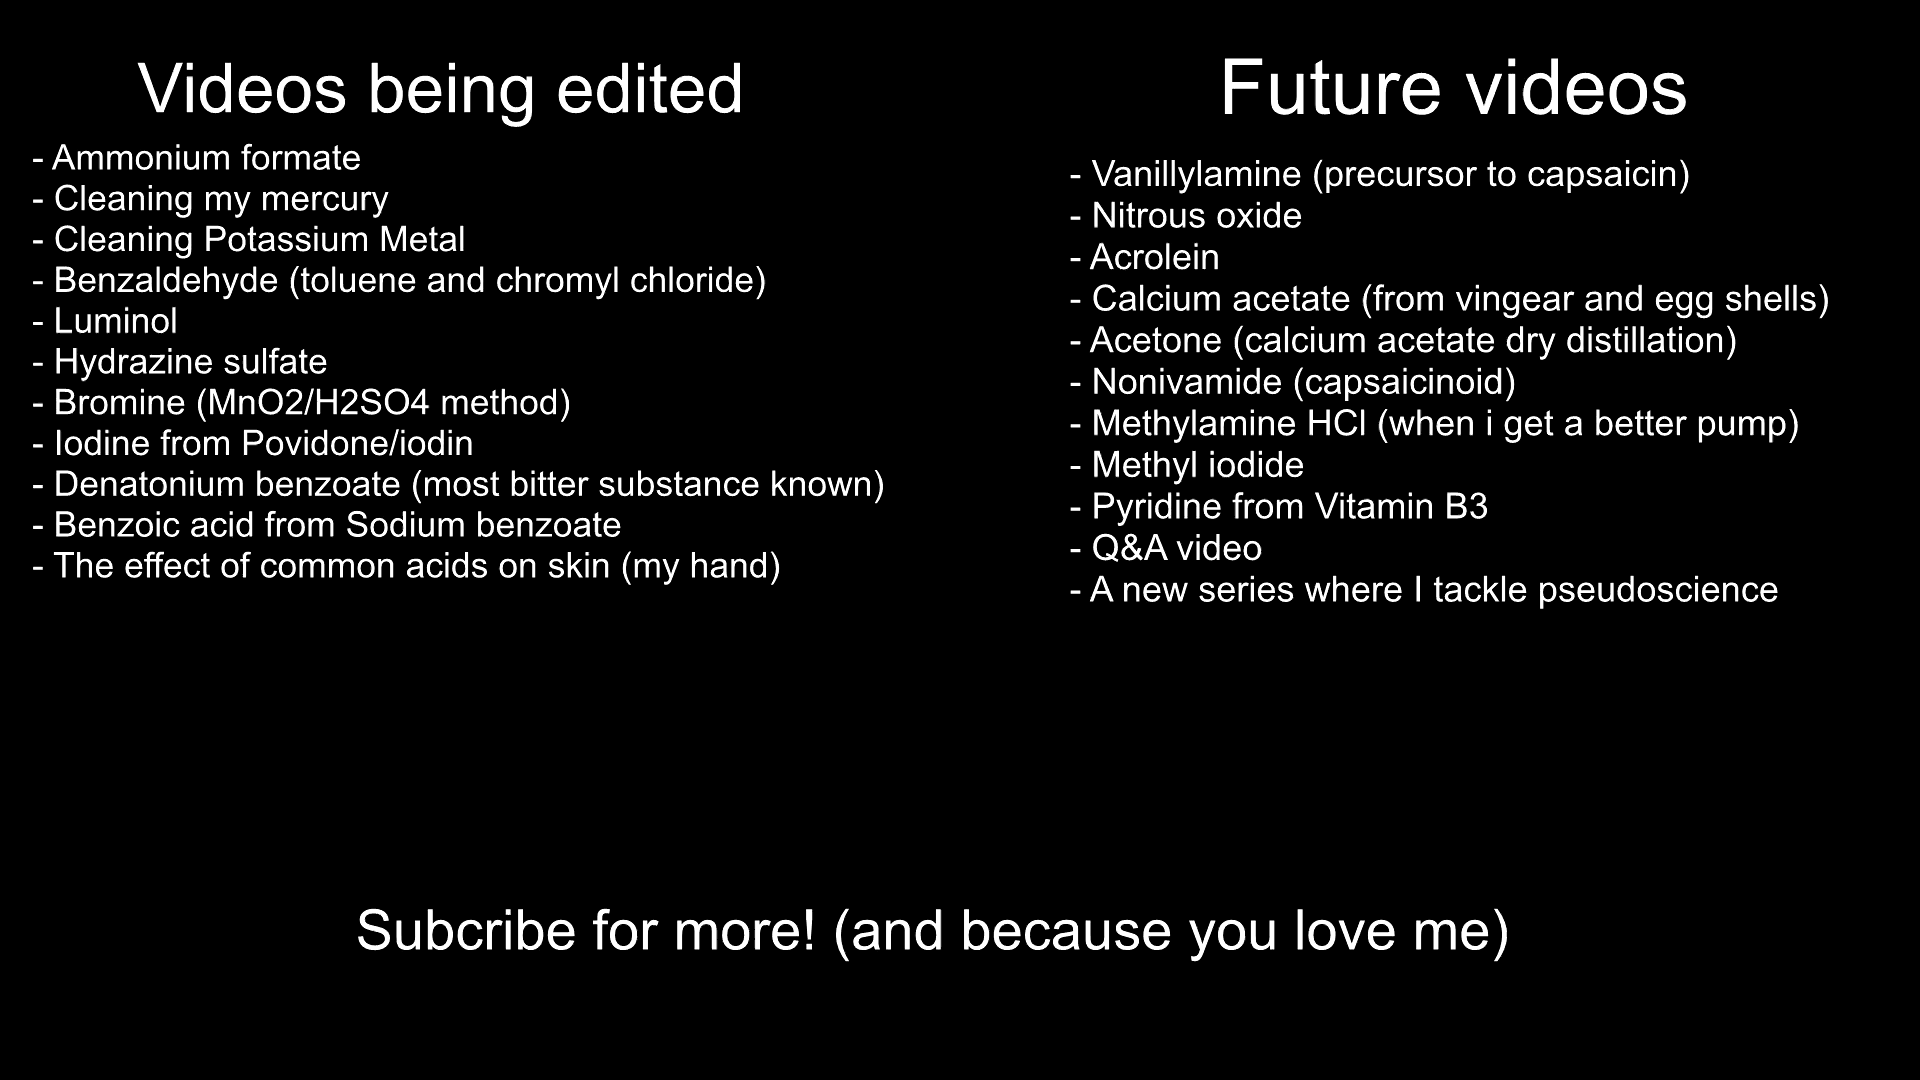 Videos being edited
- Ammonium formate
- Cleaning my mercury
- Cleaning Potassium Metal
- Benzaldehyde (toluene and chromyl chloride)
- Luminol
- Hydrazine sulfate
- Bromine (MnO2/H2SO4 method)
- Iodine from Povidone/iodin
- Denatonium benzoate (most bitter substance known)
- Benzoic acid from Sodium benzoate
- The effect of common acids on skin (my hand)
Future videos
- Vanillylamine (precursor to capsaicin)
- Nitrous oxide
- Acrolein
- Calcium acetate (from vingear and egg shells)
- Acetone (calcium acetate dry distillation)
- Nonivamide (capsaicinoid)
- Methylamine HCl (when i get a better pump)
- Methyl iodide
- Pyridine from Vitamin B3
- Q&A video
- A new series where I tackle pseudoscience
Subcribe for more! (and because you love me)